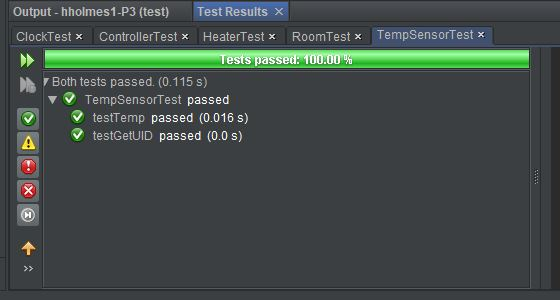 Output - hholmes1-P3 (test) Test Results ×
ClockTest × ControllerTest × HeaterTest × RoomTest × TempSensorTest ×
Tests passed: 100.00 %
Both tests passed. (0.115 s)
TempSensorTest passed
testTemp passed (0.016 s)
testGetUID passed (0.0 s)
>>